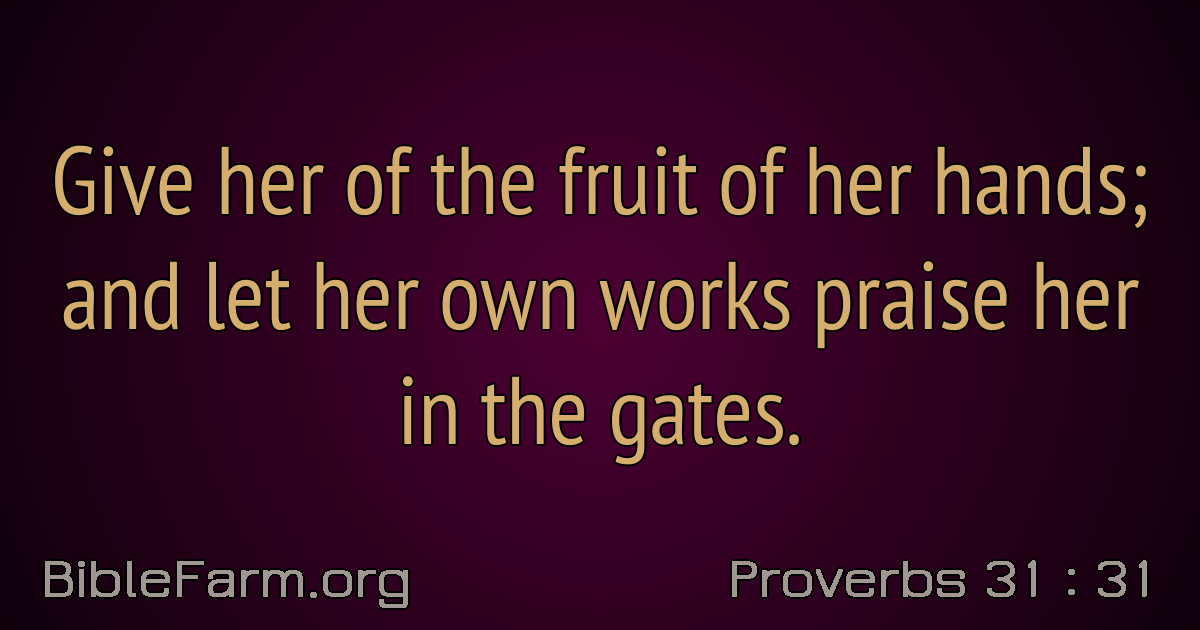 Give her of the fruit of her hands;
and let her own works praise her
in the gates.
BibleFarm.org
Proverbs 31 : 31